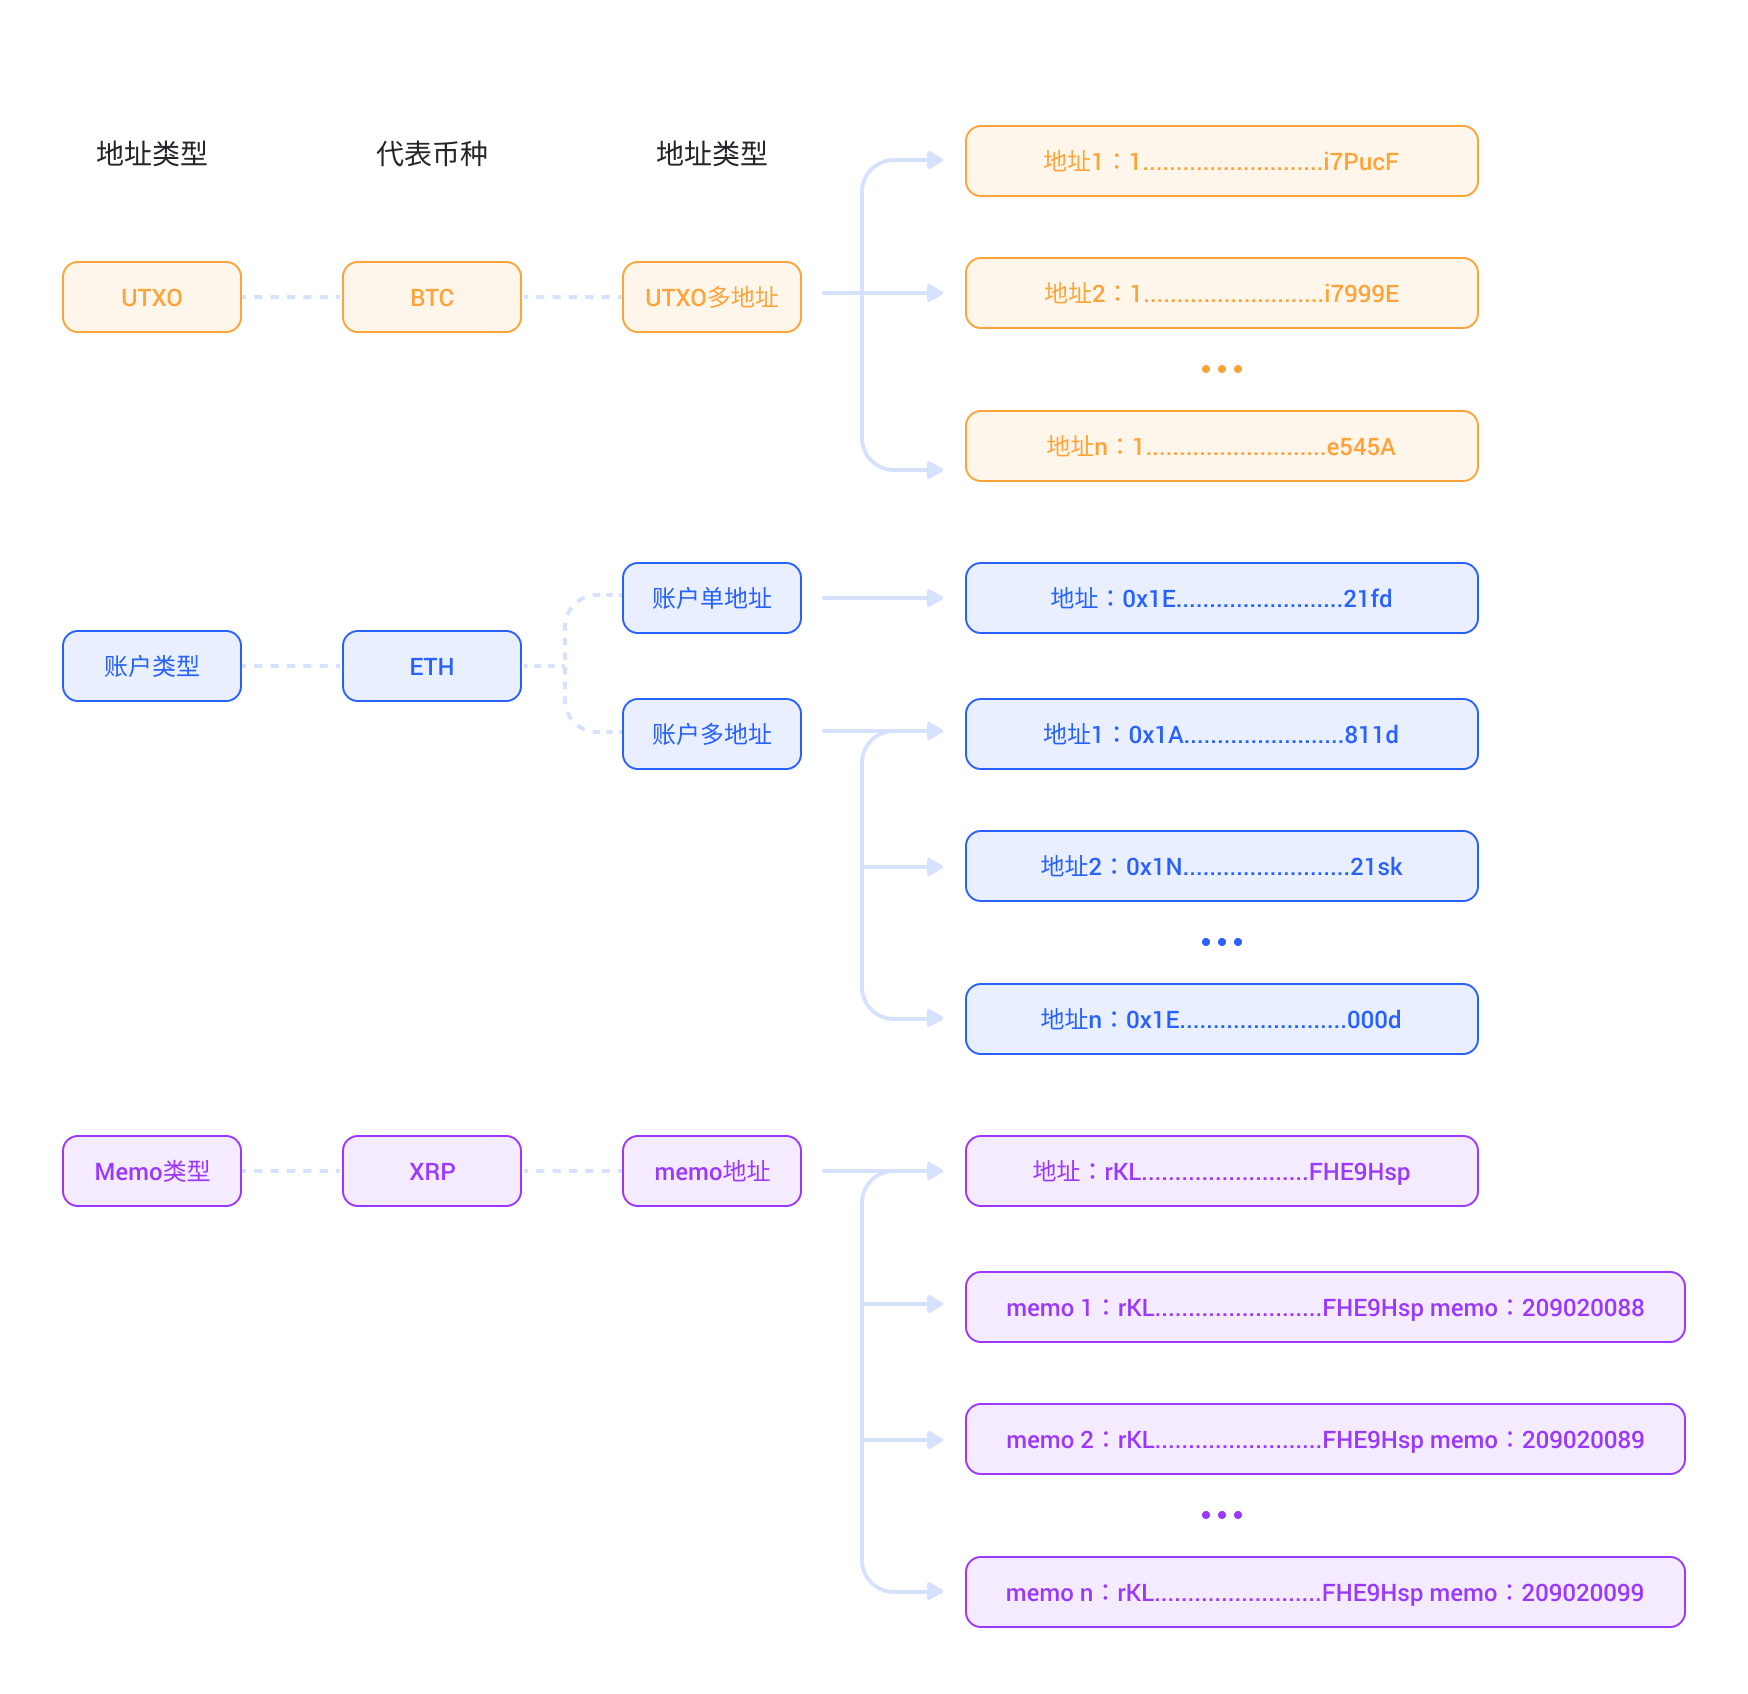 地址类型
代表币种
地址类型
地址1：1...........................i7PucF
UTXO
BTC
UTXO多地址
地址2：1...........................i7999E
地址n：1...........................e545A
账户单地址
地址：0x1E.........................21fd
账户类型
ETH
账户多地址
地址1：0x1A........................811d
地址2：0x1N.........................21sk
地址n：0x1E.........................000d
Memo类型
XRP
memo地址
地址：rKL.........................FHE9Hsp
memo 1：rKL.........................FHE9Hsp memo：209020088
memo 2：rKL.........................FHE9Hsp memo：209020089
memo n：rKL.........................FHE9Hsp memo：209020099